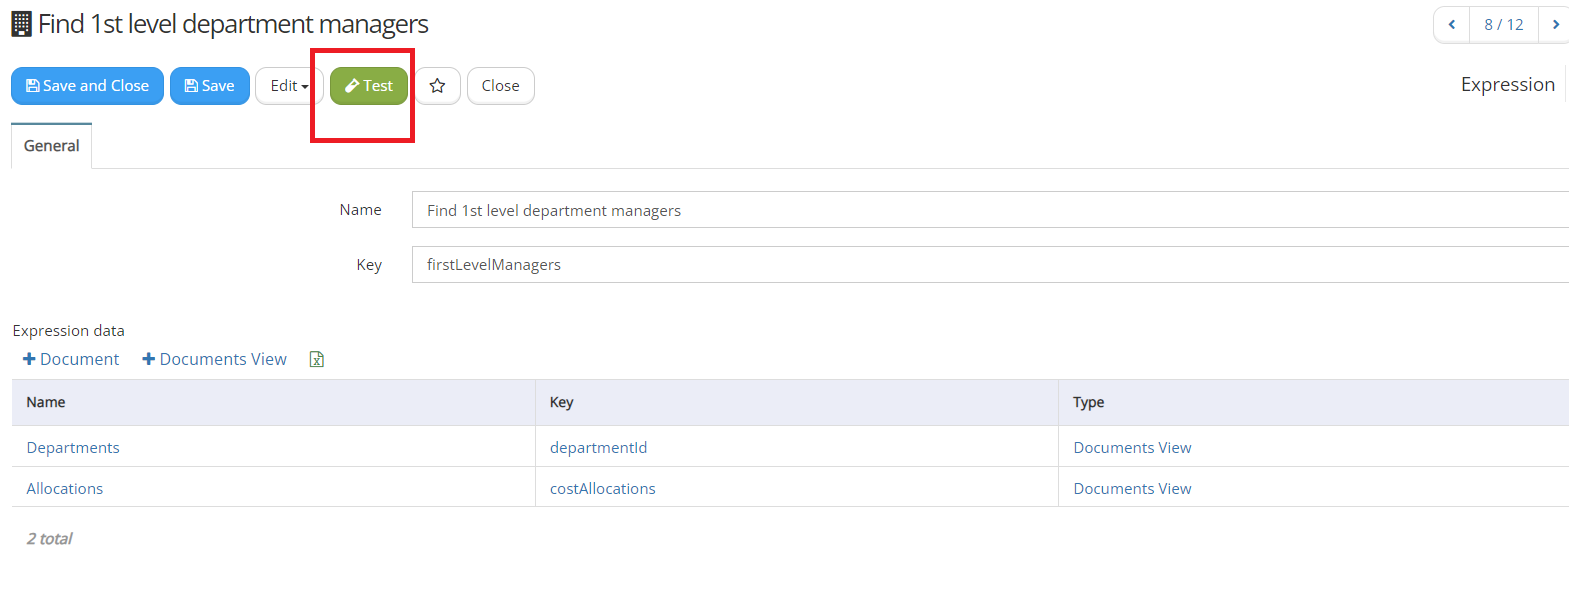 Find 1st level department managers
8 / 12
Save and Close
Save
Edit
Test
Close
Expression
General
Name
Find 1st level department managers
Key
firstLevelManagers
Expression data
Document
Documents View
Name
Key
Type
Departments
departmentId
Documents View
Allocations
costAllocations
Documents View
2 total